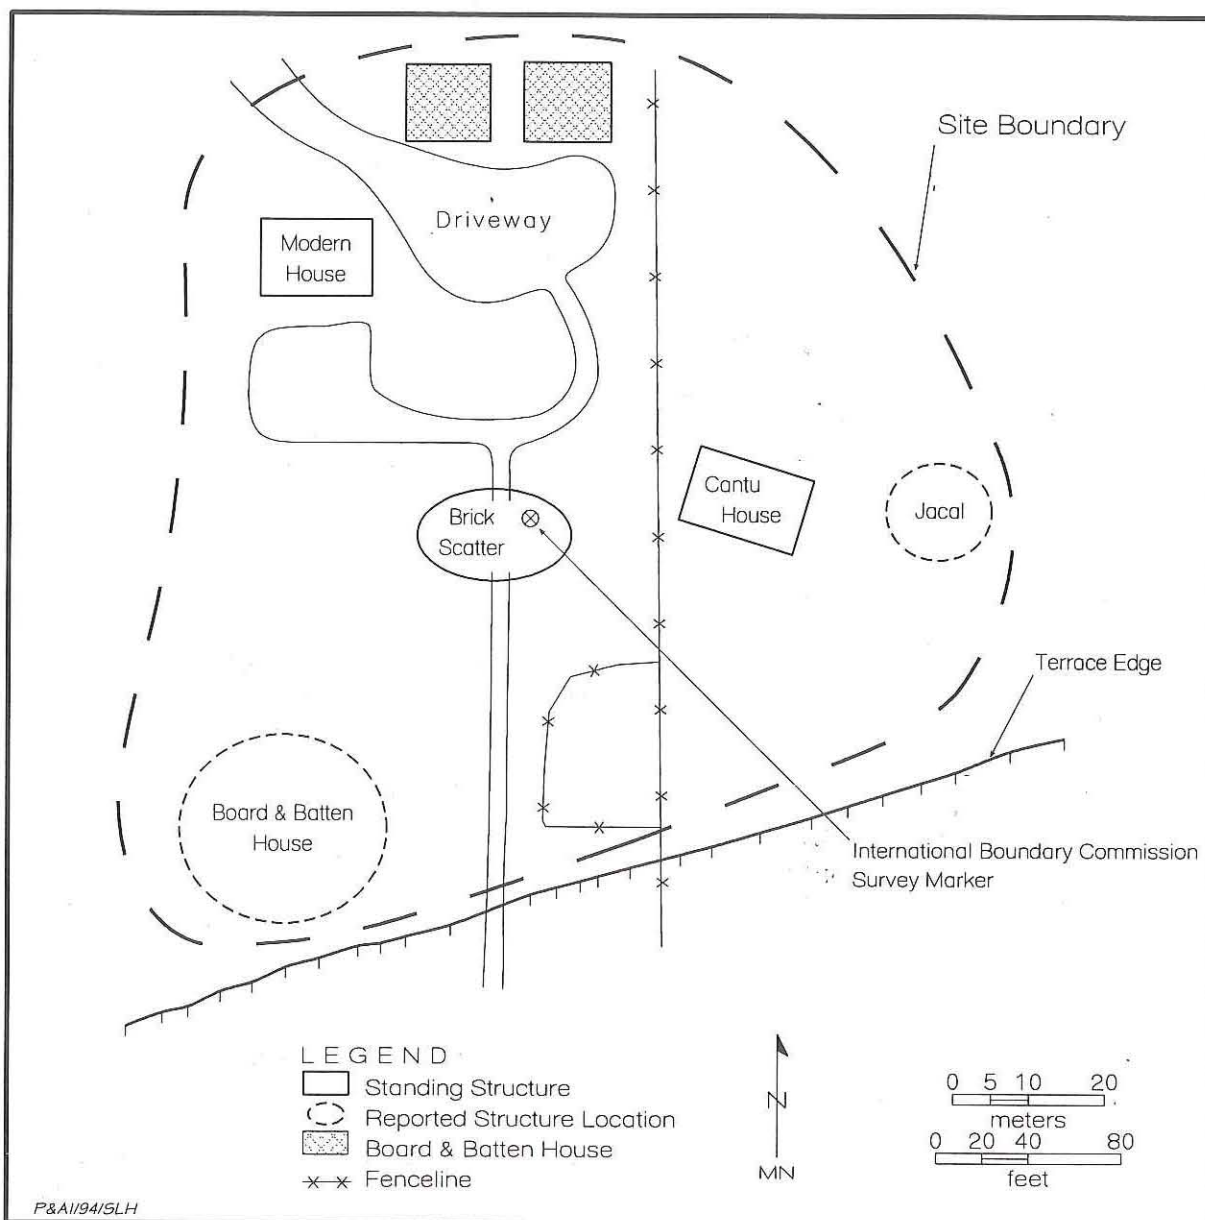 Site Boundary
Driveway
Modern
House
Cantu
House
Jacal
Brick
Scatter
Terrace Edge
Board & Batten
House
International Boundary Commission
Survey Marker
LEGEND
Standing Structure
Reported Structure Location
Board & Batten House
Fenceline
N
MN
0 5 10 20
meters
0 20 40 80
feet
P&AI/94/SLH